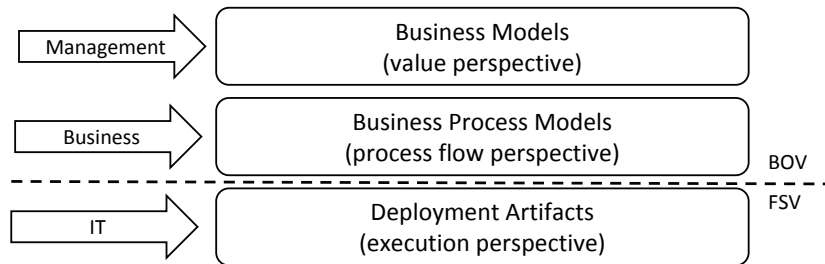 Management
Business Models
(value perspective)
Business
Business Process Models
(process flow perspective)
BOV
FSV
IT
Deployment Artifacts
(execution perspective)